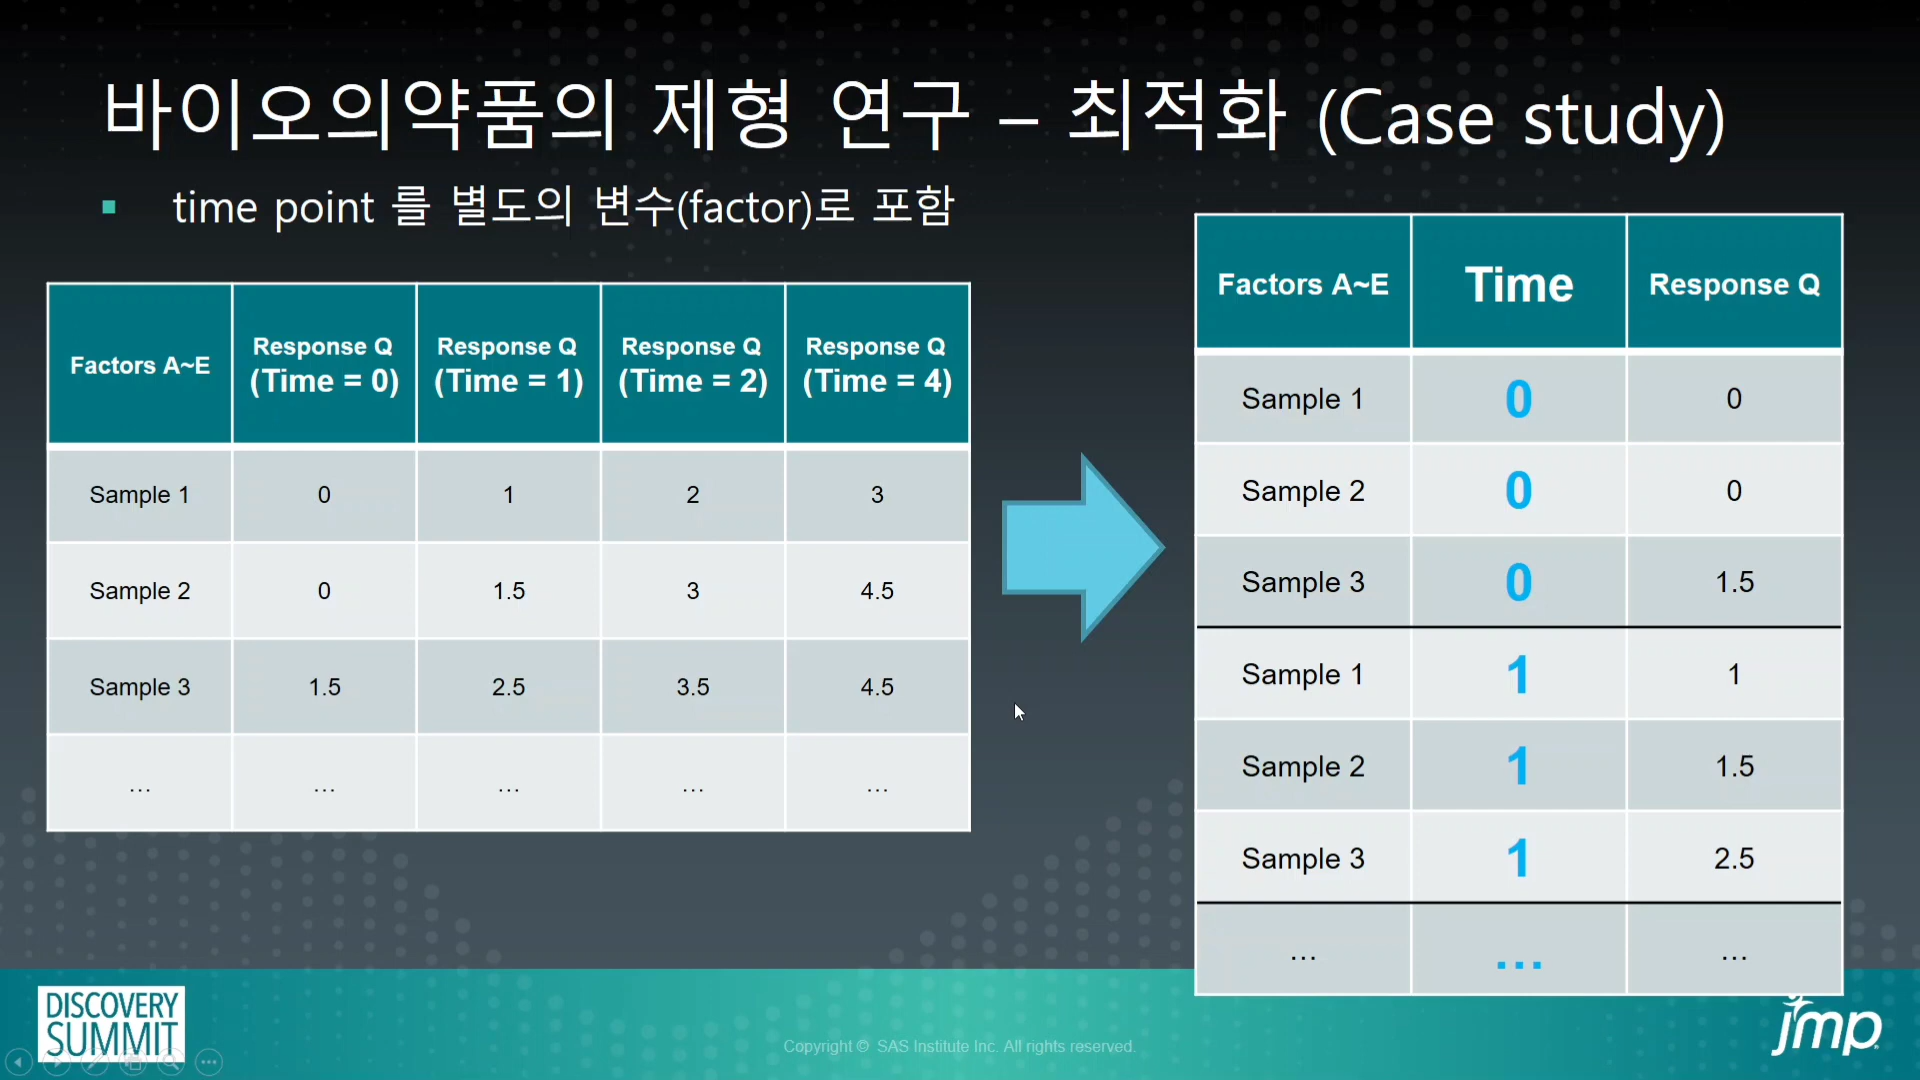 바이오의약품의 제형 연구 – 최적화 (Case study)
▪ time point 를 별도의 변수(factor)로 포함
Factors A~E Response Q (Time = 0) Response Q (Time = 1) Response Q (Time = 2) Response Q (Time = 4)
Sample 1 0 1 2 3
Sample 2 0 1.5 3 4.5
Sample 3 1.5 2.5 3.5 4.5
... ... ... ... ...
Factors A~E Time Response Q
Sample 1 0 0
Sample 2 0 0
Sample 3 0 1.5
Sample 1 1 1
Sample 2 1 1.5
Sample 3 1 2.5
... ... ...
DISCOVERY
SUMMIT
Copyright © SAS Institute Inc. All rights reserved.
jmp